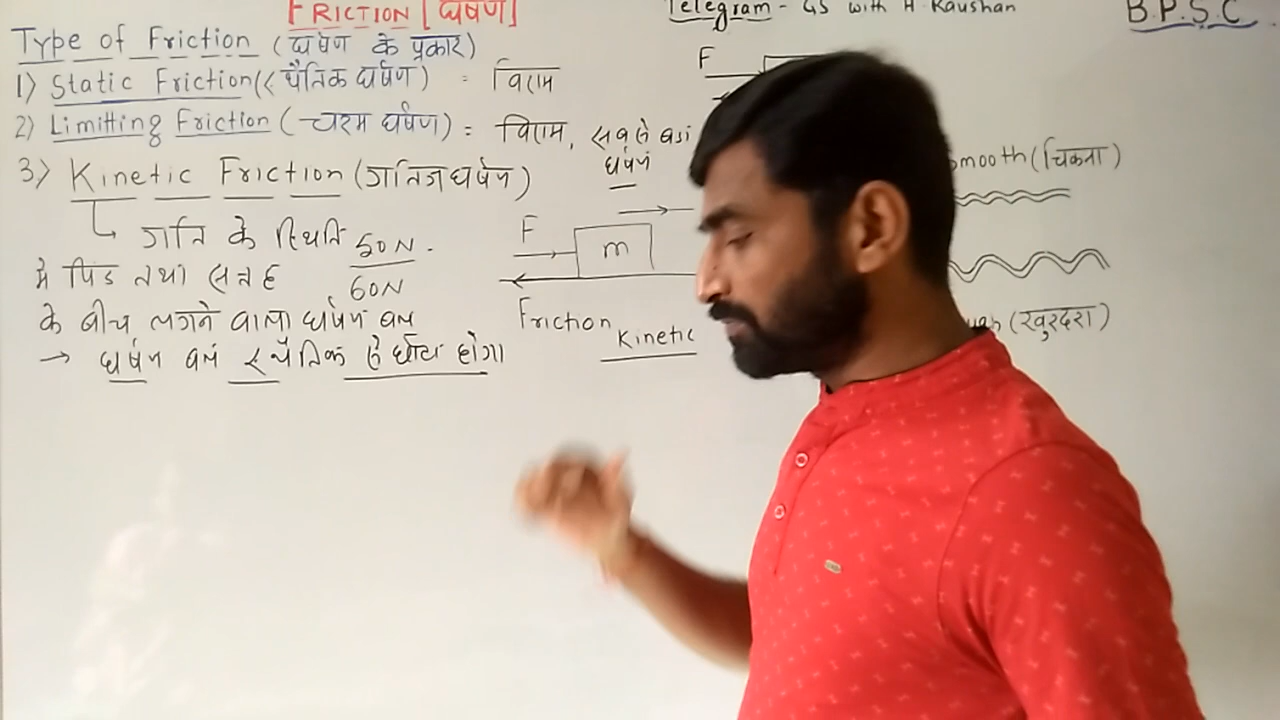 FRICTION [घर्षण]
Telegram - GS with H. Kaushan
B.P.S.C.
Type of Friction (घर्षण के प्रकार)
1) Static Friction (स्थैतिक घर्षण) = विराम
2) Limitting Friction (चरम घर्षण) = विराम, सबसे बड़ा
घर्षण
3) Kinetic Friction (गतिज घर्षण)
गति के स्थिति
50N
में पिंड तथा सतह
60N
के बीच लगने वाला घर्षण बल
→ घर्षण बल स्थैतिक से छोटा होगा
F
m
Friction
Kinetic
F
mooth (चिकना)
(खुरदरा)